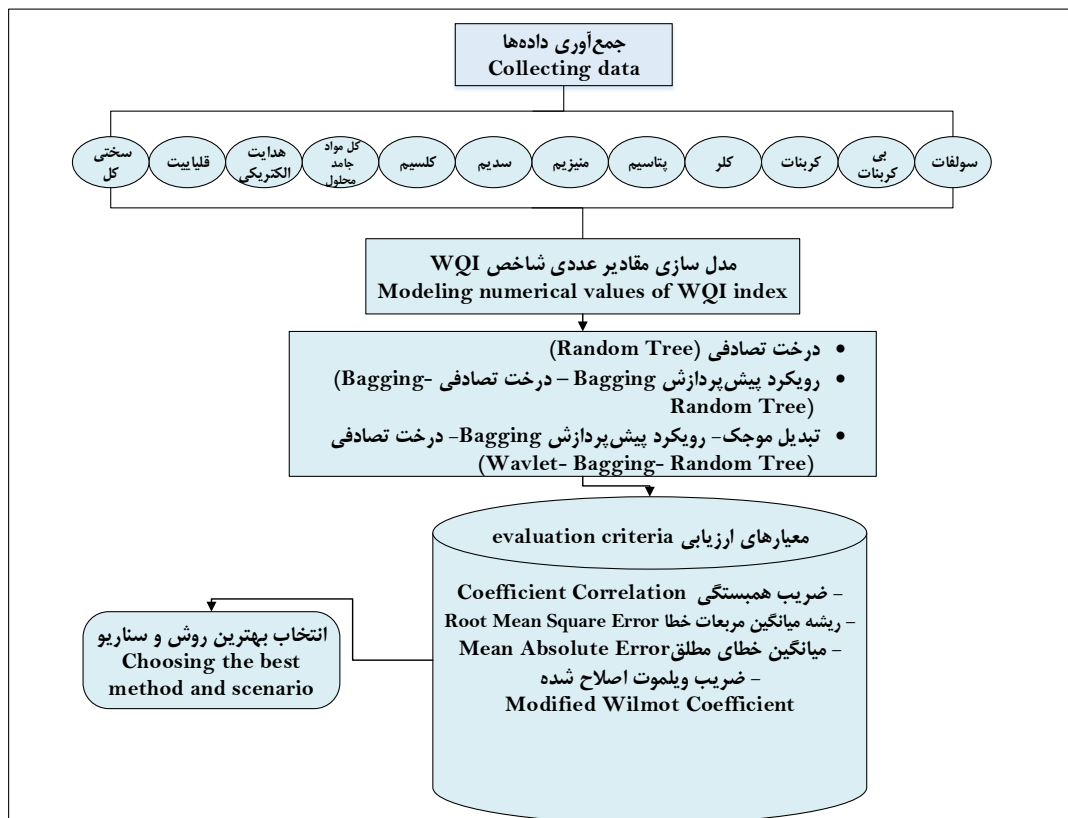 جمع‌آوری داده‌ها
Collecting data
سولفات
بی
کربنات
کربنات
کلر
پتاسیم
منیزیم
سدیم
کلسیم
کل مواد
جامد
محلول
هدایت
الکتریکی
قلیاییت
سختی
کل
مدل سازی مقادیر عددی شاخص WQI
Modeling numerical values of WQI index
• درخت تصادفی (Random Tree)
• رویکرد پیش‌پردازش Bagging – درخت تصادفی (Bagging-
Random Tree)
• تبدیل موجک- رویکرد پیش‌پردازش Bagging- درخت تصادفی
(Wavlet- Bagging- Random Tree)
معیارهای ارزیابی evaluation criteria
- ضریب همبستگی Coefficient Correlation
- ریشه میانگین مربعات خطا Root Mean Square Error
- میانگین خطای مطلق Mean Absolute Error
- ضریب ویلموت اصلاح شده
Modified Wilmot Coefficient
انتخاب بهترین روش و سناریو
Choosing the best
method and scenario